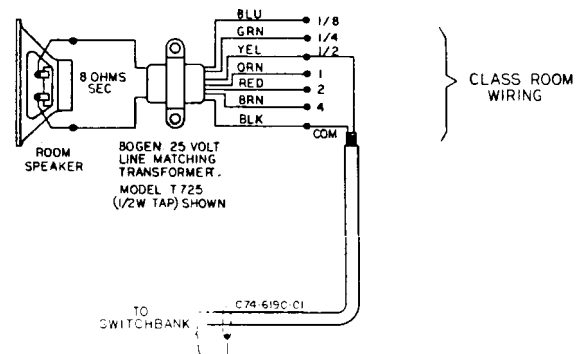 BLU
1/8
GRN
1/4
YEL
1/2
ORN
1
RED
2
BRN
4
BLK
COM
8 OHMS
SEC
CLASS ROOM
WIRING
ROOM
SPEAKER
BOGEN 25 VOLT
LINE MATCHING
TRANSFORMER.
MODEL T725
(1/2W TAP) SHOWN
C74-619C-C1
TO
SWITCHBANK